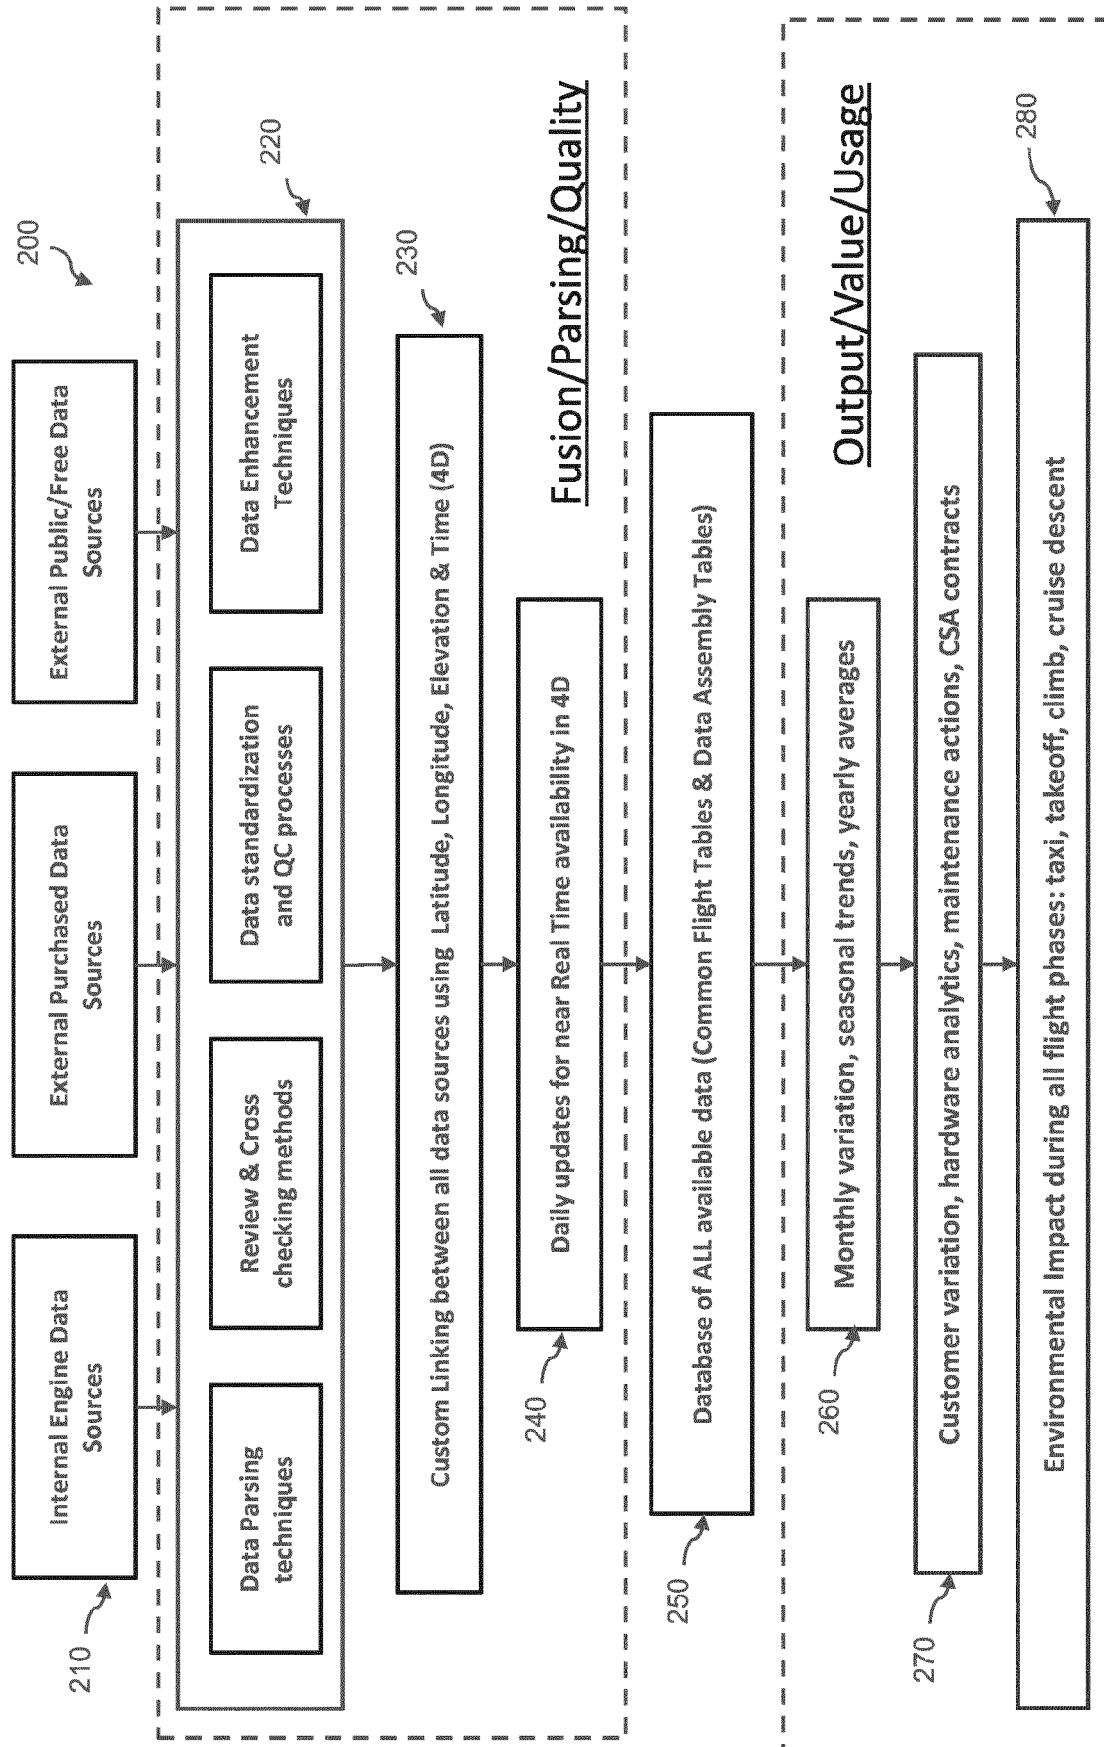 200
Internal Engine Data
Sources
External Purchased Data
Sources
External Public/Free Data
Sources
210
220
Data Parsing
techniques
Review & Cross
checking methods
Data standardization
and QC processes
Data Enhancement
Techniques
230
Custom Linking between all data sources using Latitude, Longitude, Elevation & Time (4D)
240
Daily updates for near Real Time availability in 4D
Fusion/Parsing/Quality
250
Database of ALL available data (Common Flight Tables & Data Assembly Tables)
260
Monthly variation, seasonal trends, yearly averages
Output/Value/Usage
270
Customer variation, hardware analytics, maintenance actions, CSA contracts
280
Environmental Impact during all flight phases: taxi, takeoff, climb, cruise descent